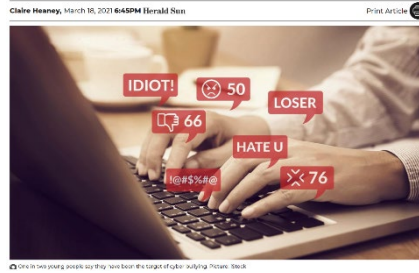 Claire Heaney, March 18, 2021 6:45PM Herald Sun
Print Article
IDIOT!
50
LOSER
66
HATE U
!@#$%#@
76
One in two young people say they have been the target of cyber bullying. Picture: iStock